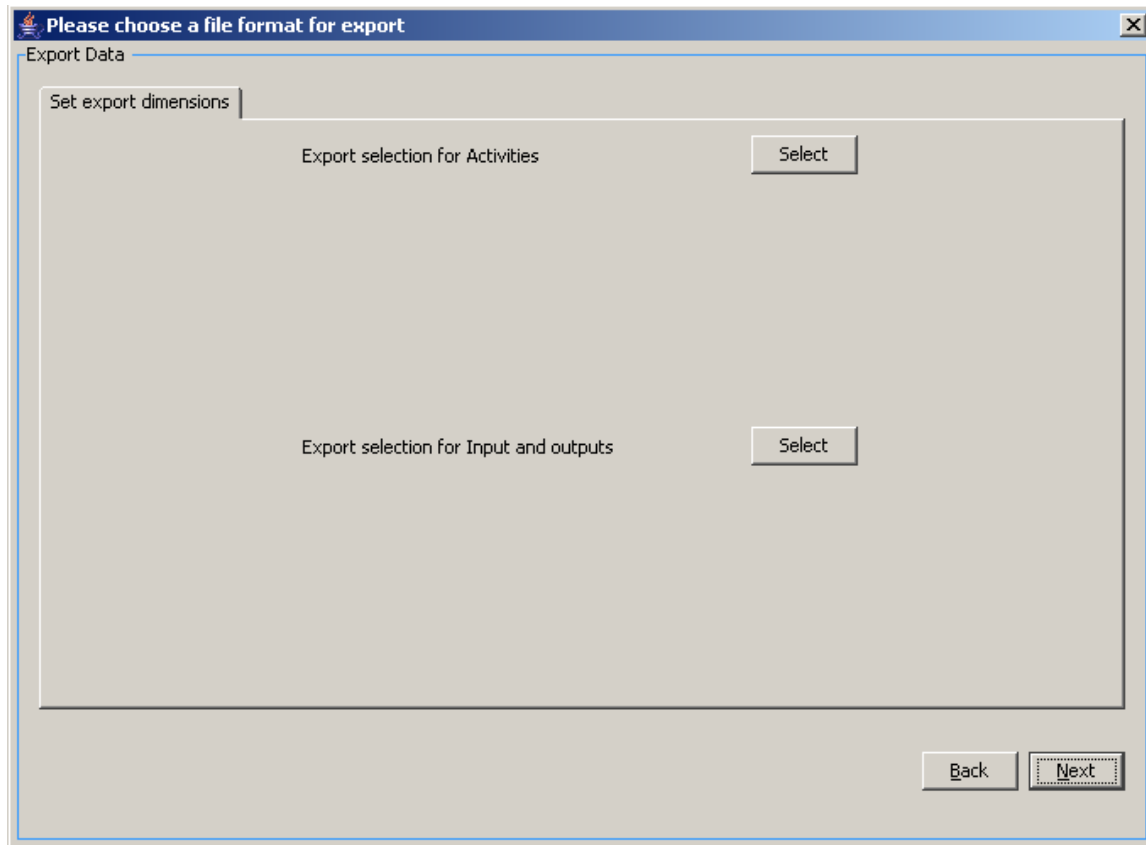 Please choose a file format for export
Export Data
Set export dimensions
Export selection for Activities Select
Export selection for Input and outputs Select
Back Next